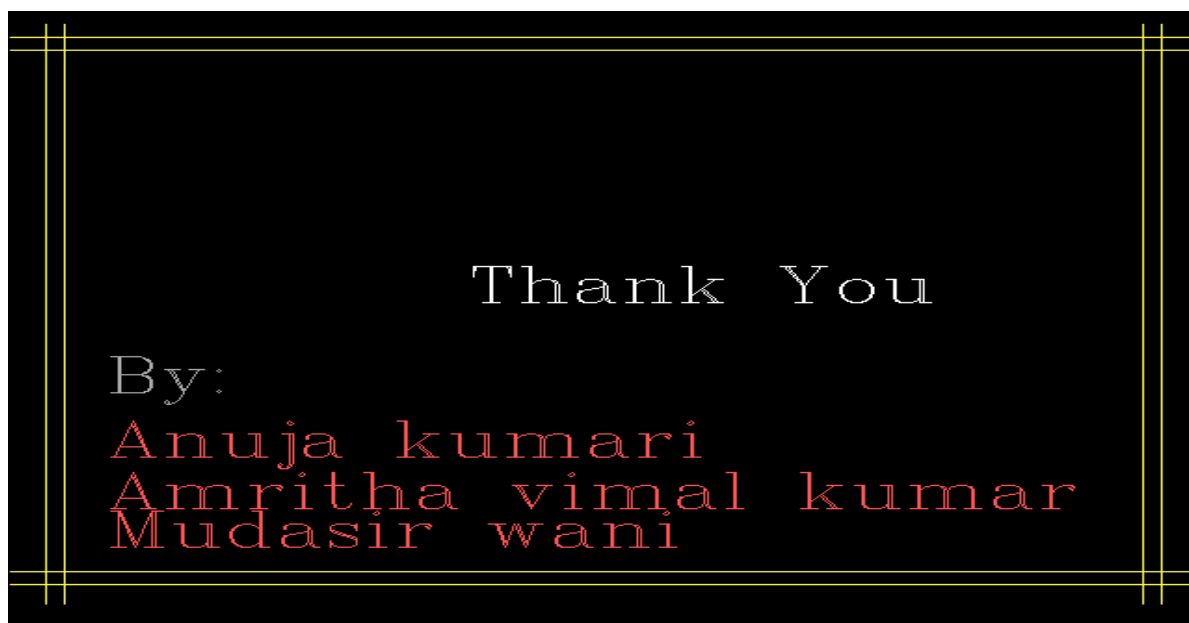 Thank You
By:
Anuja kumari
Amritha vimal kumar
Mudasir wani